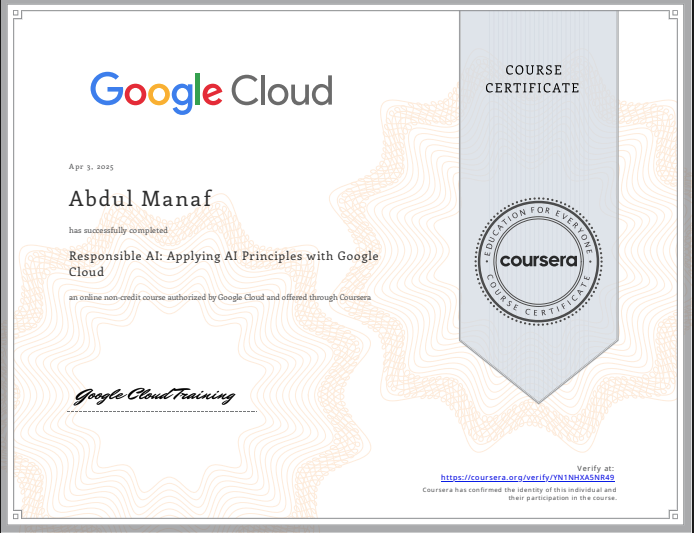 Google Cloud
COURSE
CERTIFICATE
Apr 3, 2025
Abdul Manaf
has successfully completed
Responsible AI: Applying AI Principles with Google
Cloud
an online non-credit course authorized by Google Cloud and offered through Coursera
EDUCATION FOR EVERYONE
coursera
COURSE CERTIFICATE
Google Cloud Training
Verify at:
https://coursera.org/verify/YN1NHXA5NR49
Coursera has confirmed the identity of this individual and
their participation in the course.